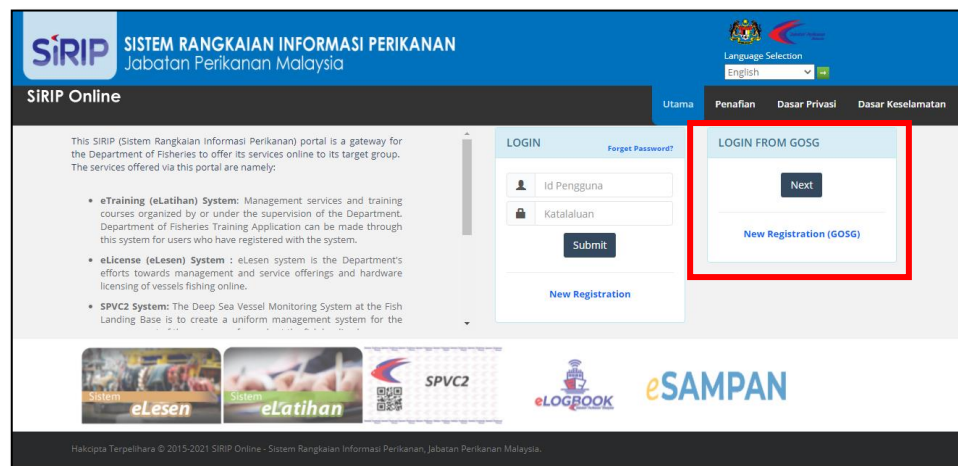 SiRIP
SISTEM RANGKAIAN INFORMASI PERIKANAN
Jabatan Perikanan Malaysia
Language Selection
English
SiRIP Online
Utama
Penafian
Dasar Privasi
Dasar Keselamatan
This SIRIP (Sistem Rangkaian Informasi Perikanan) portal is a gateway for
the Department of Fisheries to offer its services online to its target group.
The services offered via this portal are namely:
• eTraining (eLatihan) System: Management services and training
courses organized by or under the supervision of the Department.
Department of Fisheries Training Application can be made through
this system for users who have registered with the system.
• eLicense (eLesen) System : eLesen system is the Department's
efforts towards management and service offerings and hardware
licensing of vessels fishing online.
• SPVC2 System: The Deep Sea Vessel Monitoring System at the Fish
Landing Base is to create a uniform management system for the
LOGIN
Forget Password?
Id Pengguna
Katalaluan
Submit
New Registration
LOGIN FROM GOSG
Next
New Registration (GOSG)
Sistem
eLesen
Sistem
eLatihan
SPVC2
eLOGBOOK
eSAMPAN
Hakcipta Terpelihara © 2015-2021 SIRIP Online - Sistem Rangkaian Informasi Perikanan, Jabatan Perikanan Malaysia.